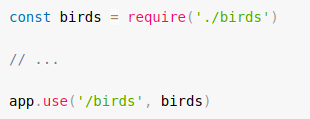 const birds = require('./birds')
// ...
app.use('/birds', birds)